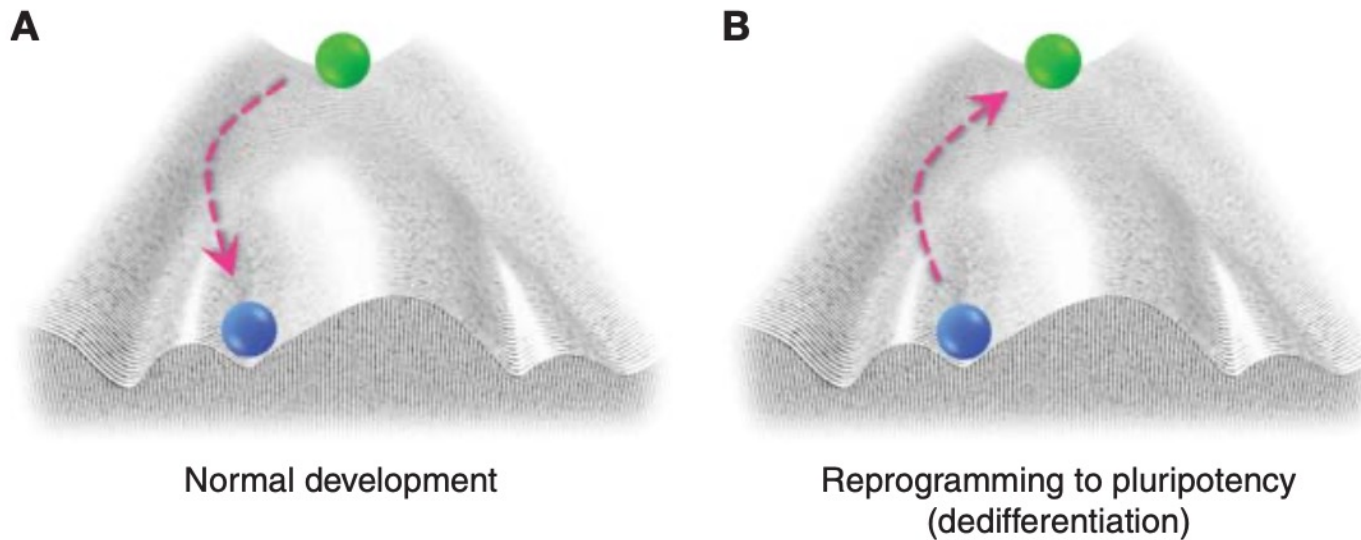 A
B
Normal development
Reprogramming to pluripotency
(dedifferentiation)